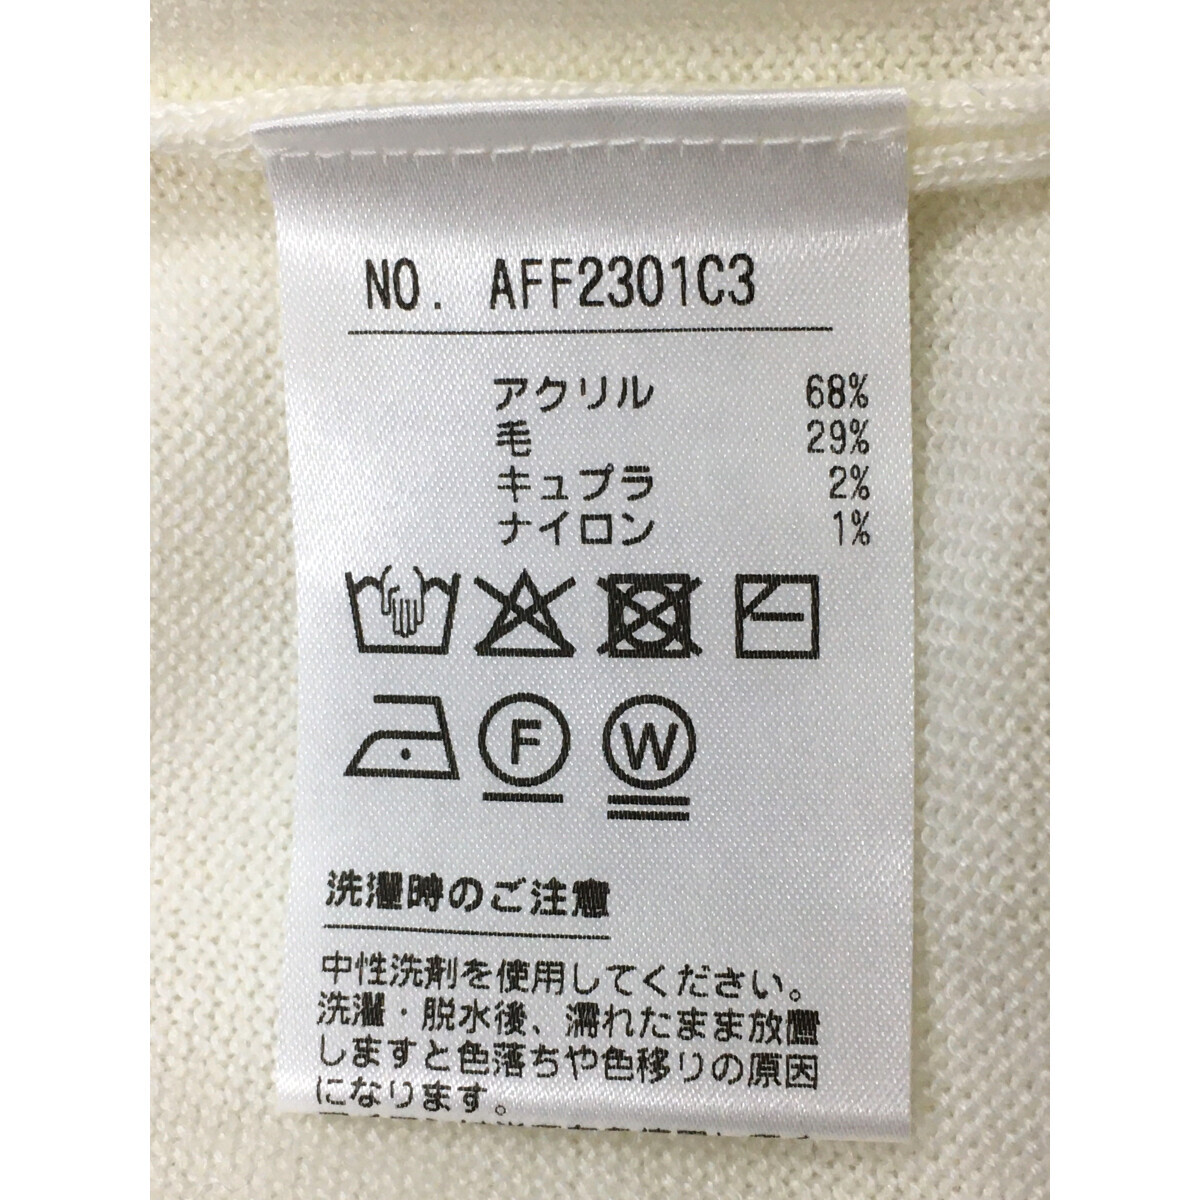 NO. AFF2301C3
アクリル 68%
毛 29%
キュプラ 2%
ナイロン 1%
F
W
洗濯時のご注意
中性洗剤を使用してください。
洗濯・脱水後、濡れたまま放置
しますと色落ちや色移りの原因
になります。